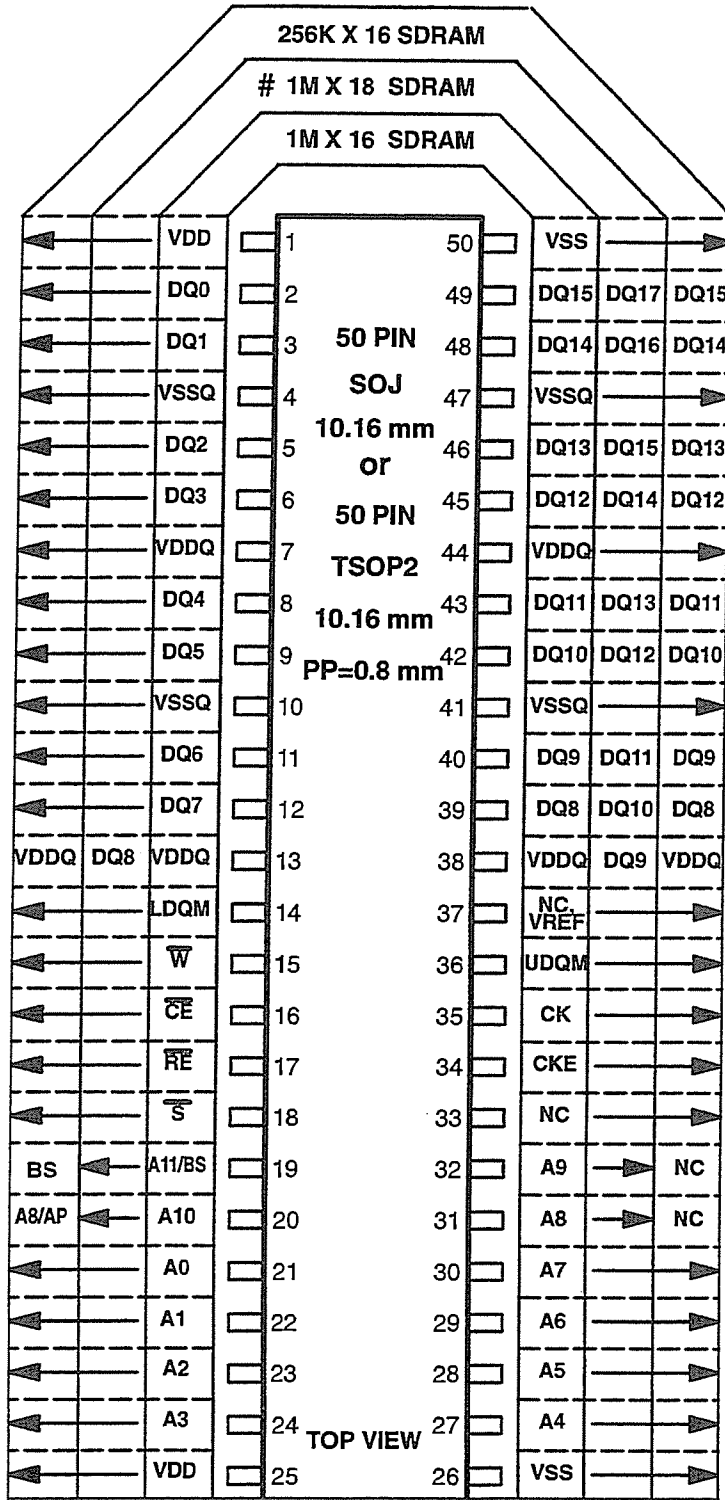 256K X 16 SDRAM
# 1M X 18 SDRAM
1M X 16 SDRAM
VDD 1 50 VSS
DQ0 2 49 DQ15 DQ17 DQ15
DQ1 3 50 PIN 48 DQ14 DQ16 DQ14
VSSQ 4 SOJ 47 VSSQ
DQ2 5 10.16 mm 46 DQ13 DQ15 DQ13
or
DQ3 6 50 PIN 45 DQ12 DQ14 DQ12
VDDQ 7 TSOP2 44 VDDQ
DQ4 8 10.16 mm 43 DQ11 DQ13 DQ11
DQ5 9 PP=0.8 mm 42 DQ10 DQ12 DQ10
VSSQ 10 41 VSSQ
DQ6 11 40 DQ9 DQ11 DQ9
DQ7 12 39 DQ8 DQ10 DQ8
VDDQ DQ8 VDDQ 13 38 VDDQ DQ9 VDDQ
LDQM 14 37 NC, VREF
W̅ 15 36 UDQM
C̅E̅ 16 35 CK
R̅E̅ 17 34 CKE
S̅ 18 33 NC
BS A11/BS 19 32 A9 NC
A8/AP A10 20 31 A8 NC
A0 21 30 A7
A1 22 29 A6
A2 23 28 A5
A3 24 TOP VIEW 27 A4
VDD 25 26 VSS